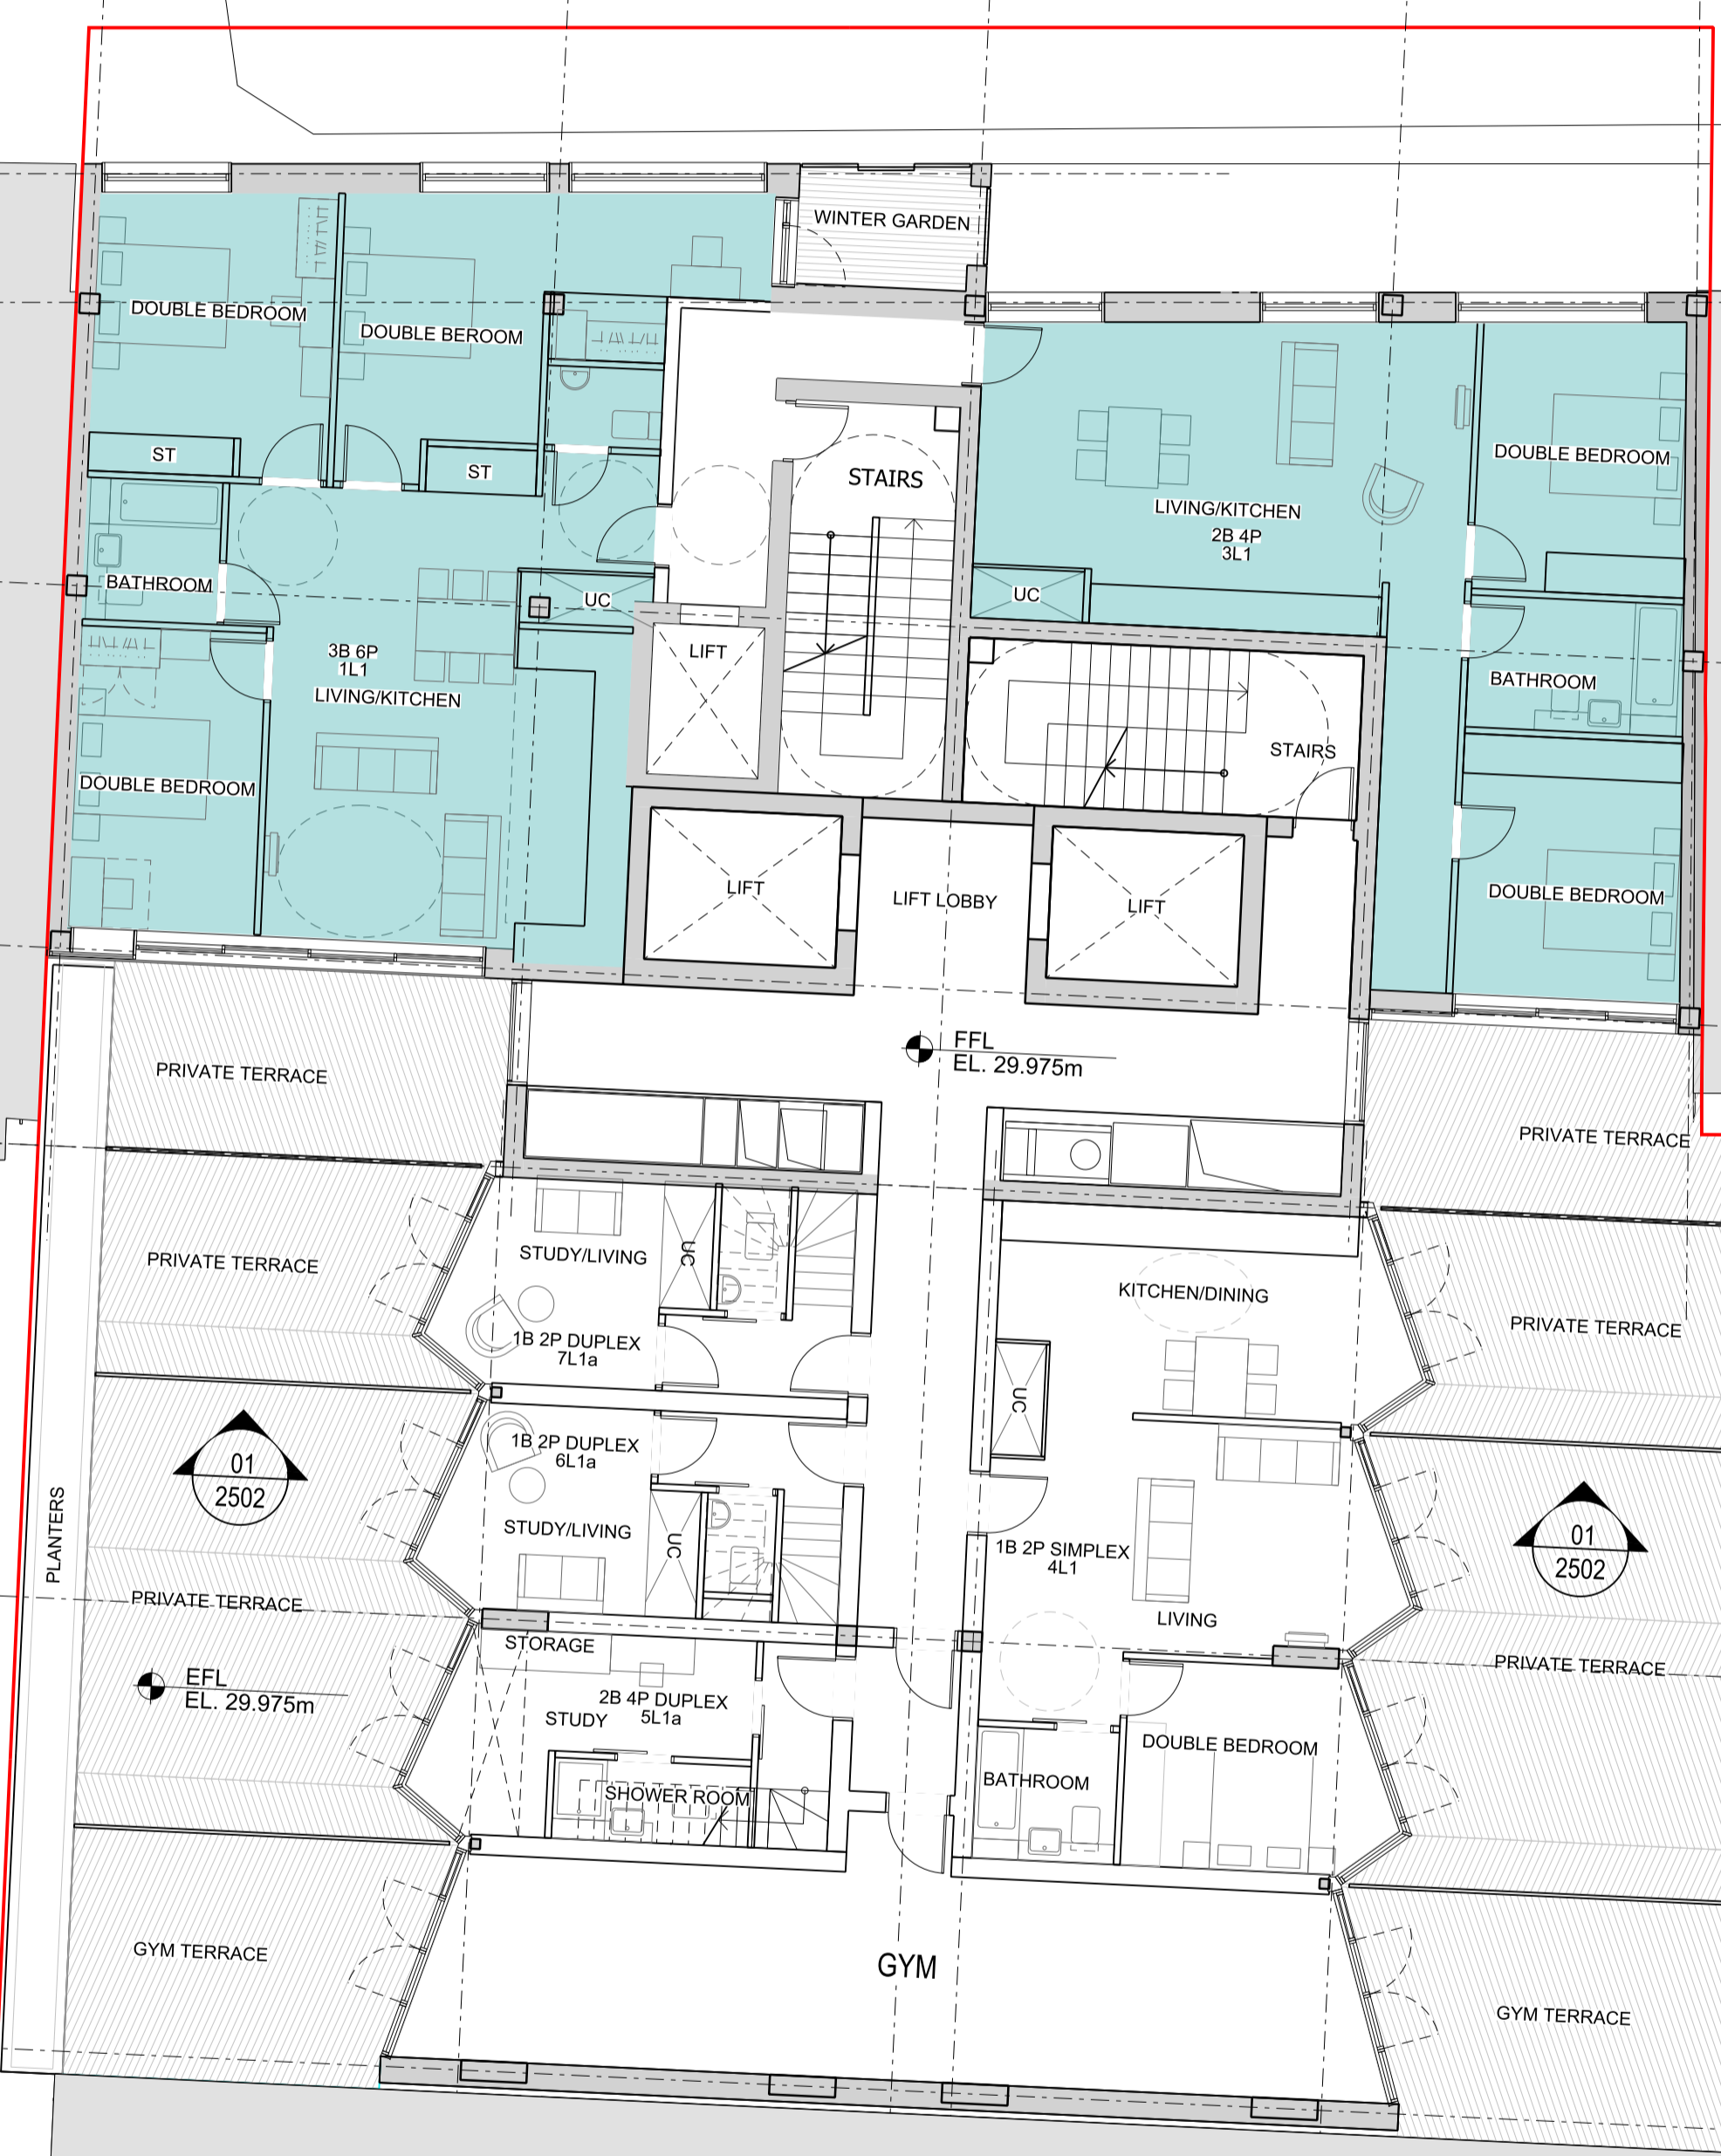 WINTER GARDEN
DOUBLE BEDROOM
DOUBLE BEROOM
ST
ST
STAIRS
BATHROOM
UC
LIFT
3B 6P
1L1
LIVING/KITCHEN
DOUBLE BEDROOM
LIVING/KITCHEN
2B 4P
3L1
DOUBLE BEDROOM
UC
BATHROOM
STAIRS
DOUBLE BEDROOM
LIFT
LIFT LOBBY
LIFT
FFL
EL. 29.975m
PRIVATE TERRACE
PRIVATE TERRACE
PRIVATE TERRACE
STUDY/LIVING
UC
1B 2P DUPLEX
7L1a
KITCHEN/DINING
PRIVATE TERRACE
UC
01
2502
1B 2P DUPLEX
6L1a
STUDY/LIVING
UC
PLANTERS
PRIVATE TERRACE
1B 2P SIMPLEX
4L1
LIVING
01
2502
PRIVATE TERRACE
STORAGE
EFL
EL. 29.975m
2B 4P DUPLEX
5L1a
STUDY
SHOWER ROOM
BATHROOM
DOUBLE BEDROOM
GYM TERRACE
GYM
GYM TERRACE